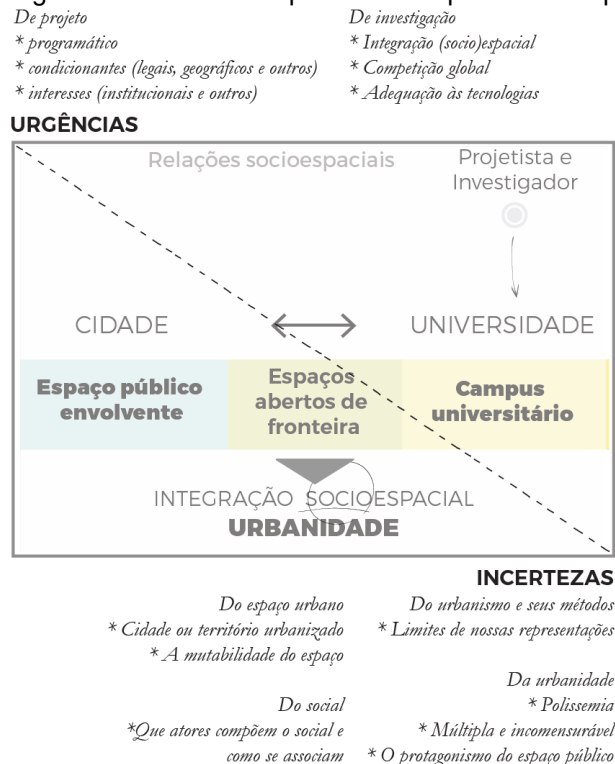 De projeto
* programático
* condicionantes (legais, geográficos e outros)
* interesses (institucionais e outros)
De investigação
* Integração (socio)espacial
* Competição global
* Adequação às tecnologias
URGÊNCIAS
Relações socioespaciais
Projetista e
Investigador
CIDADE
UNIVERSIDADE
Espaço público
envolvente
Espaços
abertos de
fronteira
Campus
universitário
INTEGRAÇÃO SOCIOESPACIAL
URBANIDADE
INCERTEZAS
Do espaço urbano
* Cidade ou território urbanizado
* A mutabilidade do espaço
Do social
*Que atores compõem o social e
como se associam
Do urbanismo e seus métodos
* Limites de nossas representações
Da urbanidade
* Polissemia
* Múltipla e incomensurável
* O protagonismo do espaço público